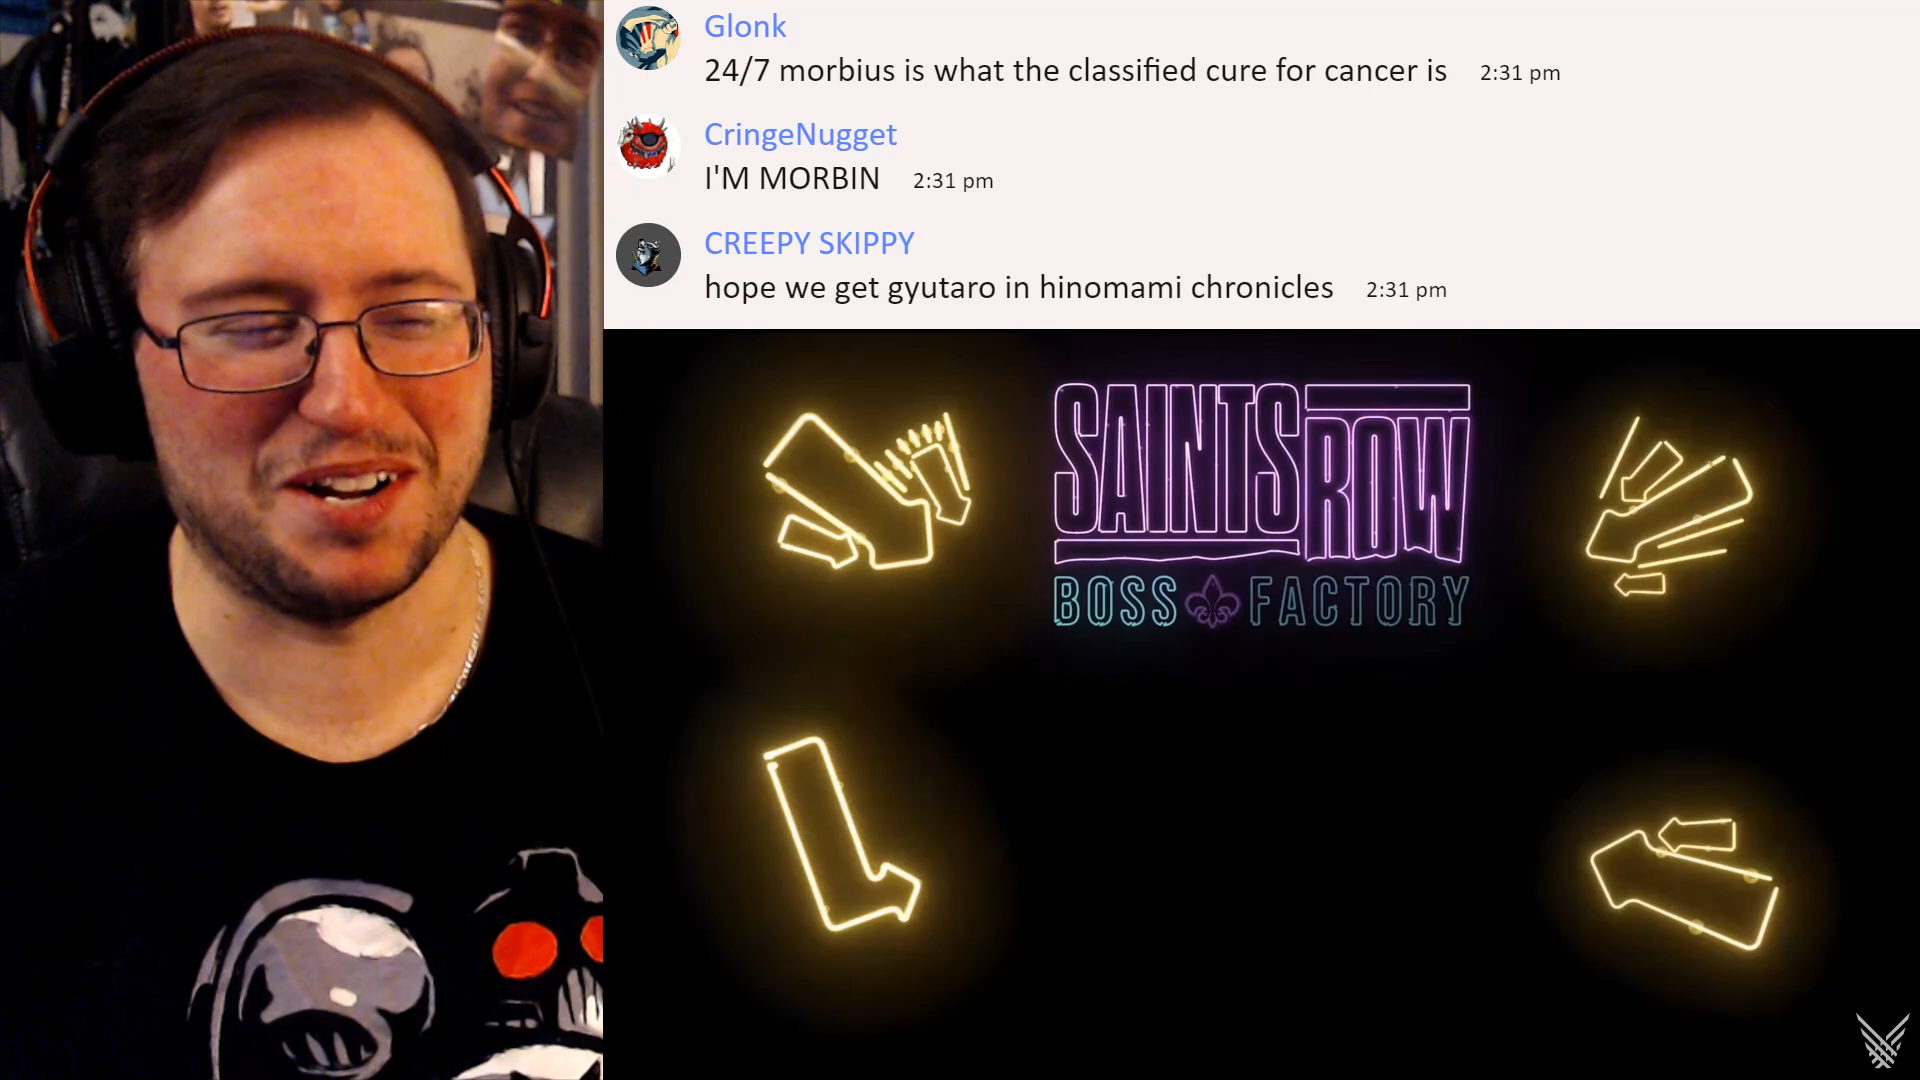 Glonk
24/7 morbius is what the classified cure for cancer is 2:31 pm
CringeNugget
I'M MORBIN 2:31 pm
CREEPY SKIPPY
hope we get gyutaro in hinomami chronicles 2:31 pm
SAINTS ROW
BOSS FACTORY